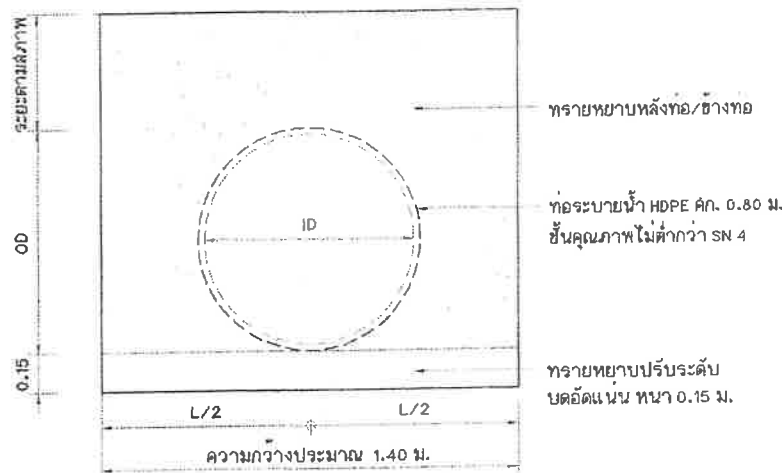 ระยะตามสภาพ
OD
0.15
ID
ทรายหยาบหลังท่อ/ข้างท่อ
ท่อระบายน้ำ HDPE ศก. 0.80 ม.
ชั้นคุณภาพไม่ต่ำกว่า SN 4
ทรายหยาบปรับระดับ
บดอัดแน่น หนา 0.15 ม.
L/2
L/2
ความกว้างประมาณ 1.40 ม.